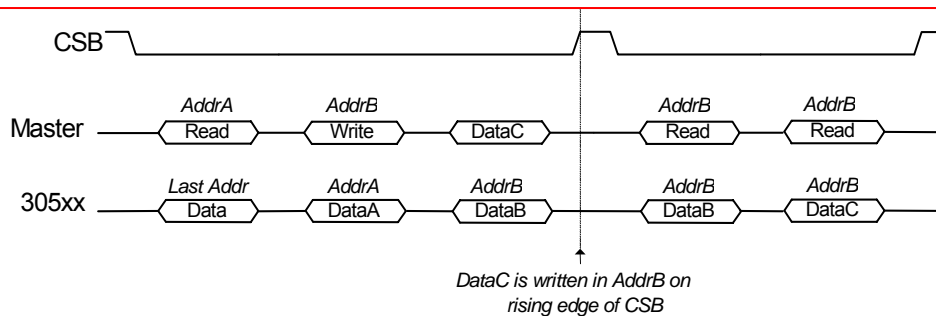 CSB
AddrA AddrB AddrB AddrB
Master Read Write DataC Read Read
Last Addr AddrA AddrB AddrB AddrB
305xx Data DataA DataB DataB DataC
DataC is written in AddrB on
rising edge of CSB